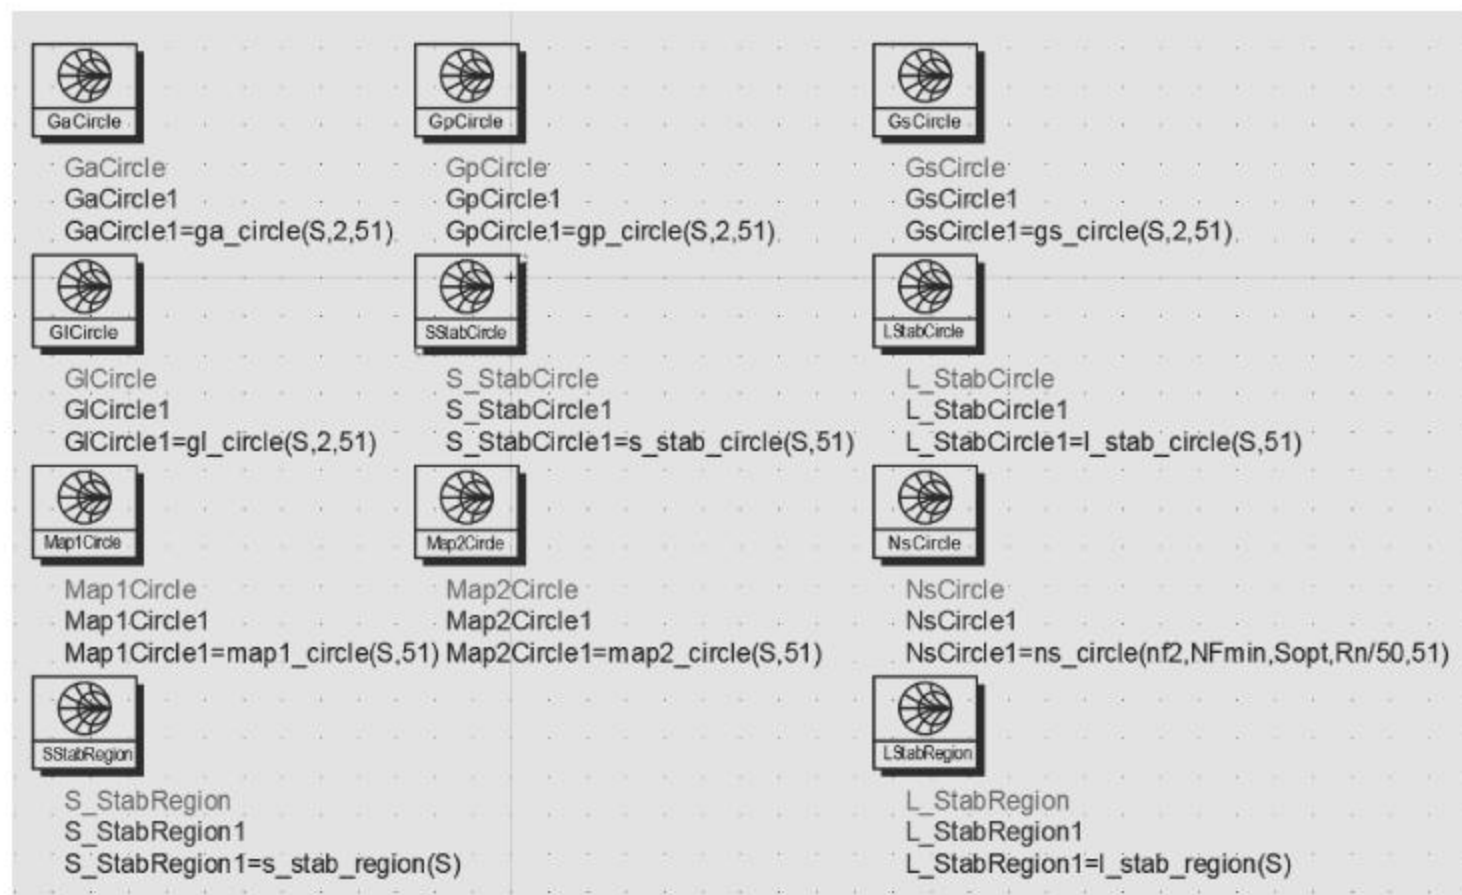 GaCircle
GaCircle
GaCircle1
GaCircle1=ga_circle(S,2,51)
GpCircle
GpCircle
GpCircle1
GpCircle1=gp_circle(S,2,51)
GsCircle
GsCircle
GsCircle1
GsCircle1=gs_circle(S,2,51)
GlCircle
GlCircle
GlCircle1
GlCircle1=gl_circle(S,2,51)
SStabCircle
S_StabCircle
S_StabCircle1
S_StabCircle1=s_stab_circle(S,51)
LStabCircle
L_StabCircle
L_StabCircle1
L_StabCircle1=l_stab_circle(S,51)
Map1Circle
Map1Circle
Map1Circle1
Map1Circle1=map1_circle(S,51)
Map2Circle
Map2Circle
Map2Circle1
Map2Circle1=map2_circle(S,51)
NsCircle
NsCircle
NsCircle1
NsCircle1=ns_circle(nf2,NFmin,Sopt,Rn/50,51)
SStabRegion
S_StabRegion
S_StabRegion1
S_StabRegion1=s_stab_region(S)
LStabRegion
L_StabRegion
L_StabRegion1
L_StabRegion1=l_stab_region(S)